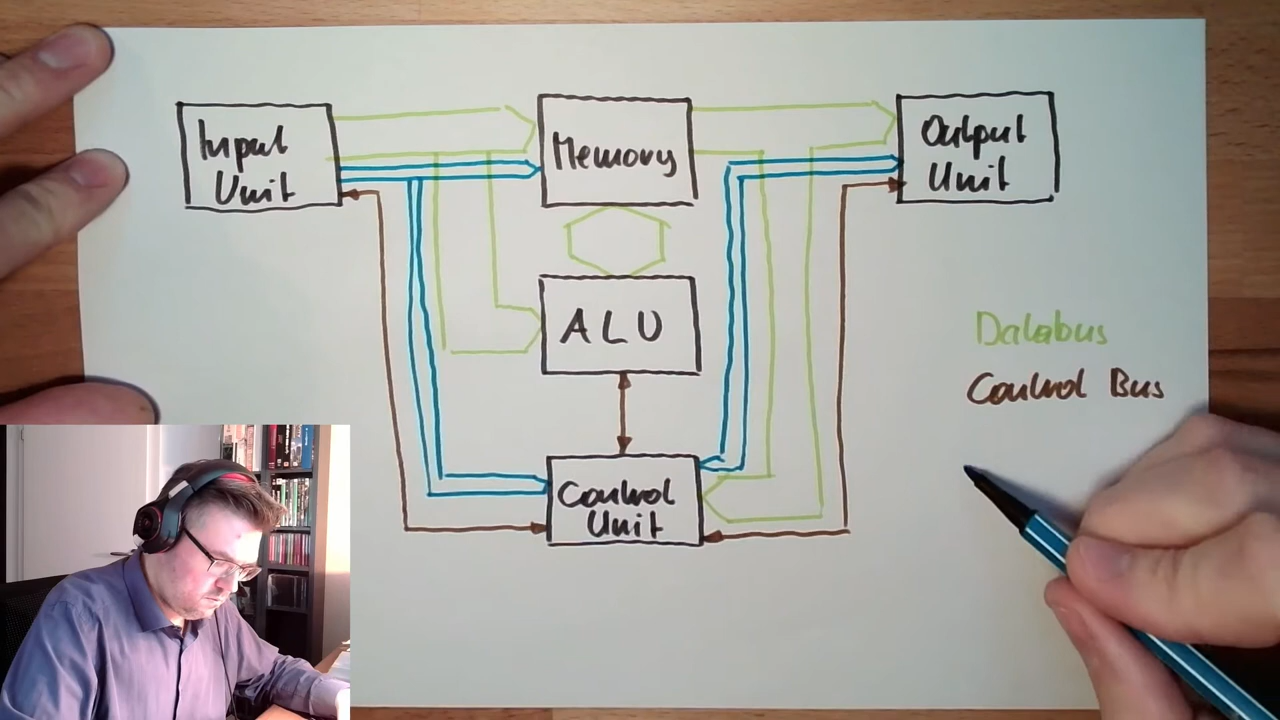 Input
Unit
Memory
Output
Unit
ALU
Control
Unit
Databus
Control Bus